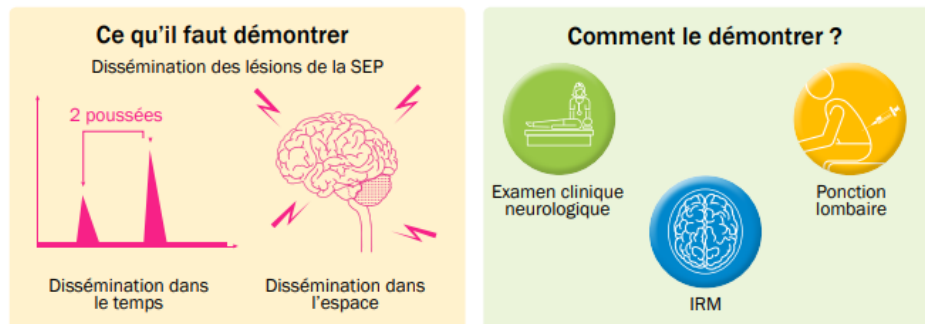 Ce qu'il faut démontrer
Dissémination des lésions de la SEP
2 poussées
Dissémination dans
le temps
Dissémination dans
l'espace
Comment le démontrer ?
Examen clinique
neurologique
IRM
Ponction
lombaire